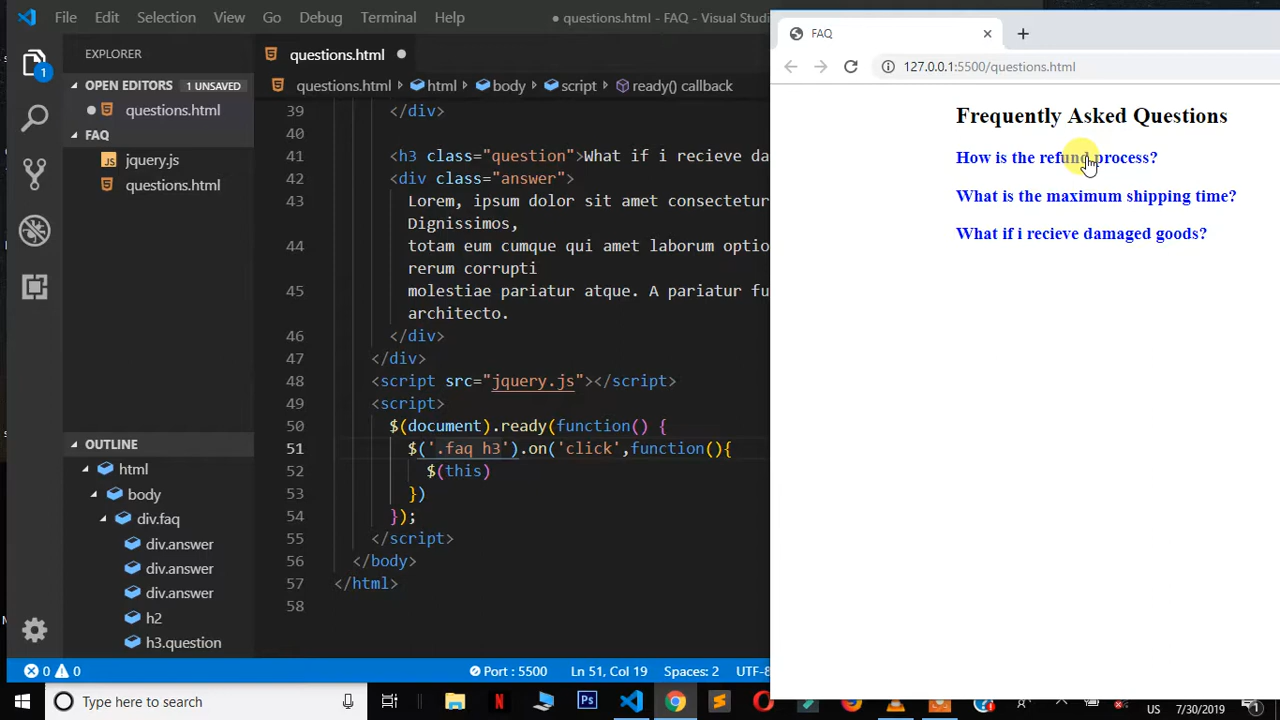 File Edit Selection View Go Debug Terminal Help
● questions.html - FAQ - Visual Studi
FAQ
EXPLORER
questions.html
127.0.0.1:5500/questions.html
OPEN EDITORS 1 UNSAVED
questions.html
FAQ
jquery.js
questions.html
questions.html > html > body > script > ready() callback
39 </div>
40
41 <h3 class="question">What if i recieve da
42 <div class="answer">
43 Lorem, ipsum dolor sit amet consectetur
Dignissimos,
44 totam eum cumque qui amet laborum optio
rerum corrupti
45 molestiae pariatur atque. A pariatur fu
architecto.
46 </div>
47 </div>
48 <script src="jquery.js"></script>
49 <script>
50 $(document).ready(function() {
51 $('.faq h3').on('click',function(){
52 $(this)
53 })
54 });
55 </script>
56 </body>
57 </html>
58
Frequently Asked Questions
How is the refund process?
What is the maximum shipping time?
What if i recieve damaged goods?
OUTLINE
html
body
div.faq
div.answer
div.answer
div.answer
h2
h3.question
1
0 0
Port : 5500
Ln 51, Col 19
Spaces: 2
UTF-8
Type here to search
Ps
US
7/30/2019
1